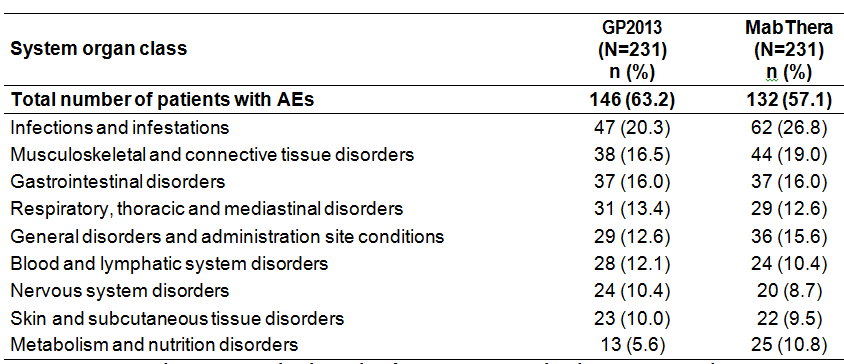 System organ class GP2013 (N=231) n (%) MabThera (N=231) n (%)
Total number of patients with AEs 146 (63.2) 132 (57.1)
Infections and infestations 47 (20.3) 62 (26.8)
Musculoskeletal and connective tissue disorders 38 (16.5) 44 (19.0)
Gastrointestinal disorders 37 (16.0) 37 (16.0)
Respiratory, thoracic and mediastinal disorders 31 (13.4) 29 (12.6)
General disorders and administration site conditions 29 (12.6) 36 (15.6)
Blood and lymphatic system disorders 28 (12.1) 24 (10.4)
Nervous system disorders 24 (10.4) 20 (8.7)
Skin and subcutaneous tissue disorders 23 (10.0) 22 (9.5)
Metabolism and nutrition disorders 13 (5.6) 25 (10.8)